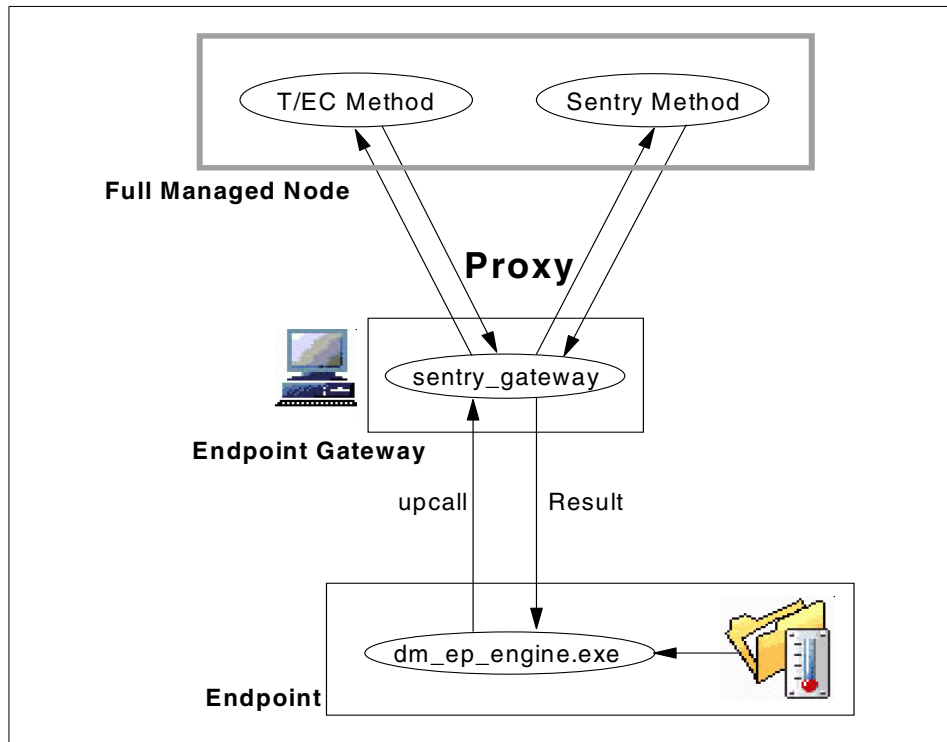 T/EC Method
Sentry Method
Full Managed Node
Proxy
sentry_gateway
Endpoint Gateway
upcall
Result
dm_ep_engine.exe
Endpoint